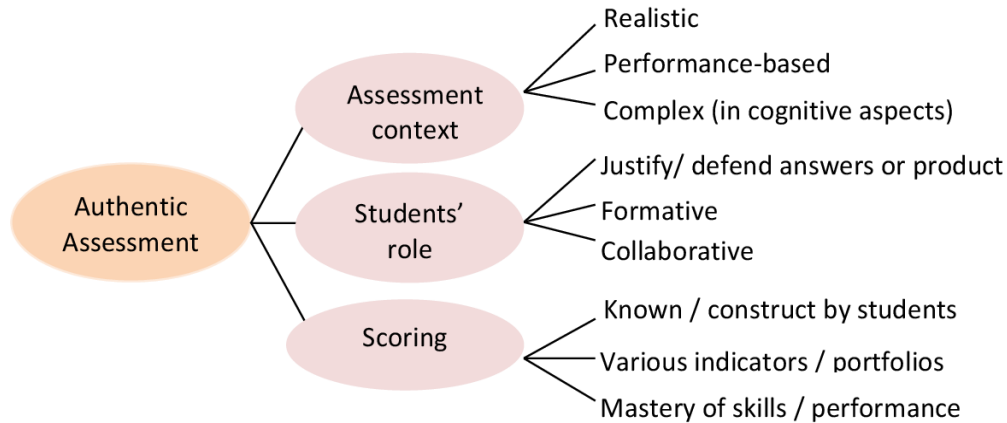 Authentic
Assessment
Assessment
context
Realistic
Performance-based
Complex (in cognitive aspects)
Students’
role
Justify/ defend answers or product
Formative
Collaborative
Scoring
Known / construct by students
Various indicators / portfolios
Mastery of skills / performance